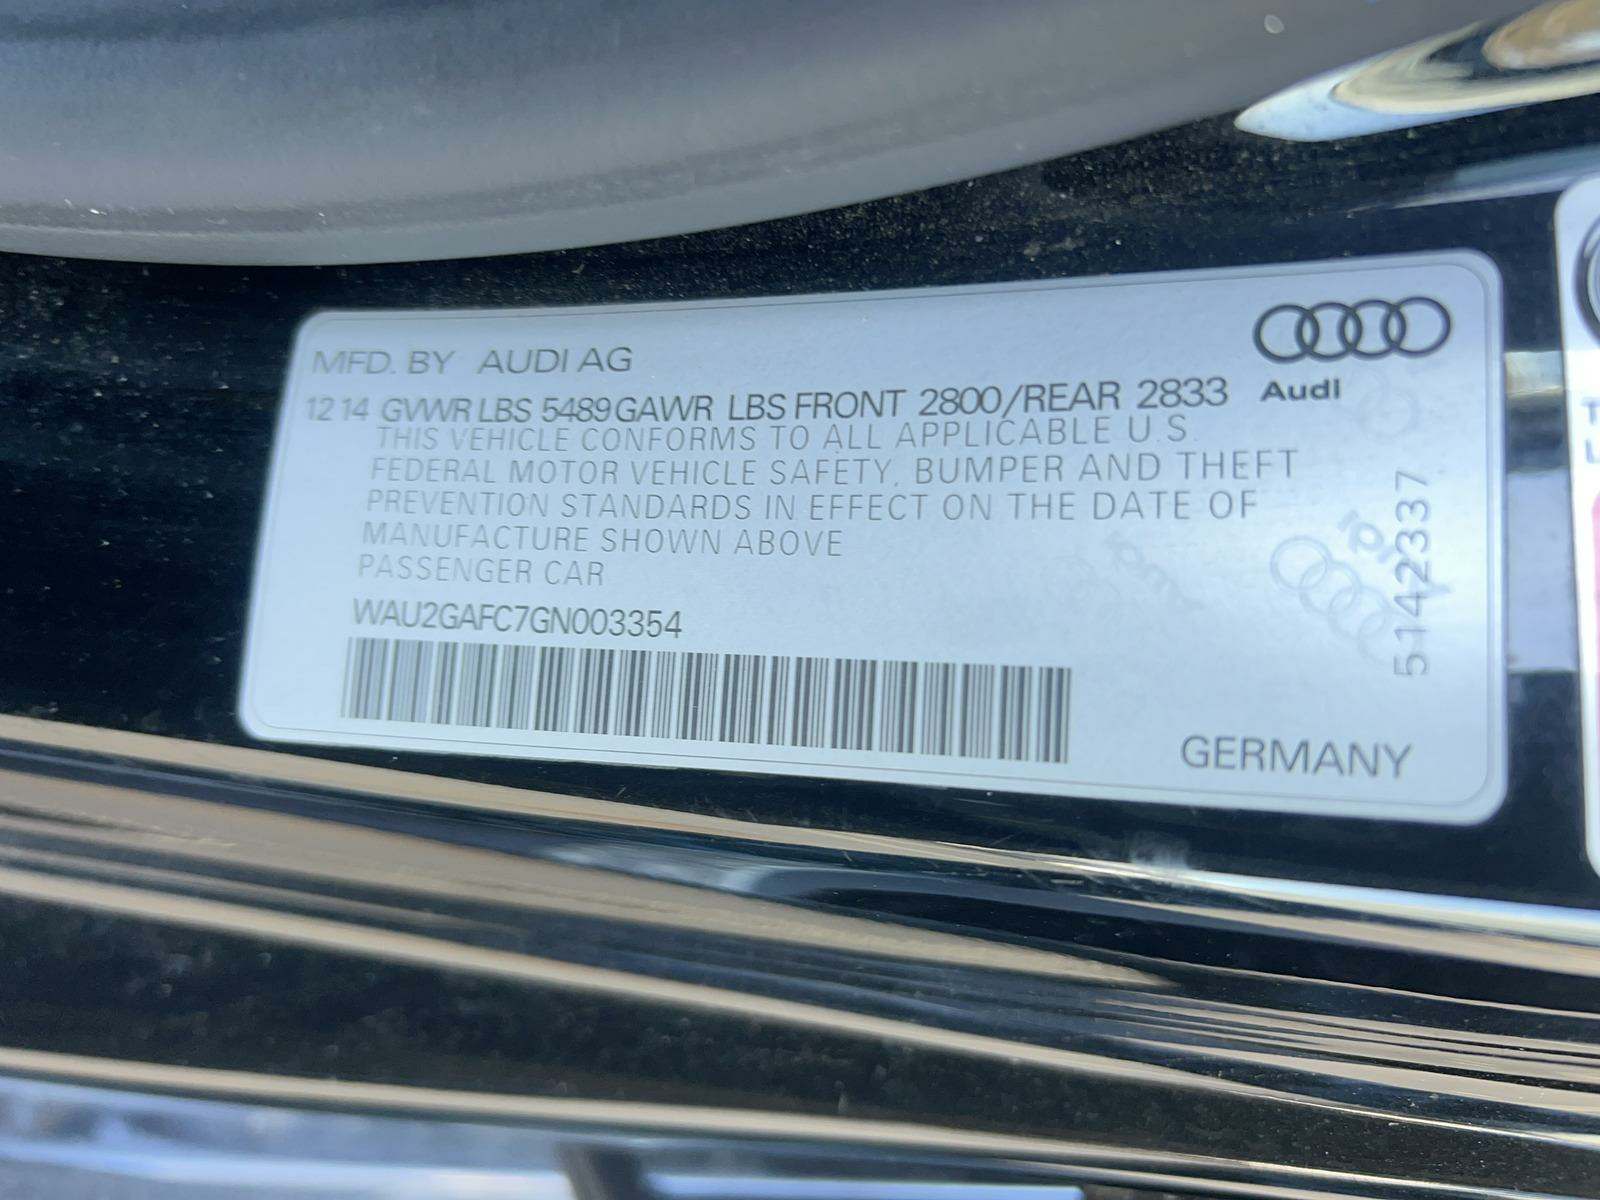 MFD. BY AUDI AG
12 14 GVWR LBS 5489 GAWR LBS FRONT 2800/REAR 2833
Audi
THIS VEHICLE CONFORMS TO ALL APPLICABLE U.S.
FEDERAL MOTOR VEHICLE SAFETY, BUMPER AND THEFT
PREVENTION STANDARDS IN EFFECT ON THE DATE OF
MANUFACTURE SHOWN ABOVE
PASSENGER CAR
WAU2GAFC7GN003354
5142337
GERMANY